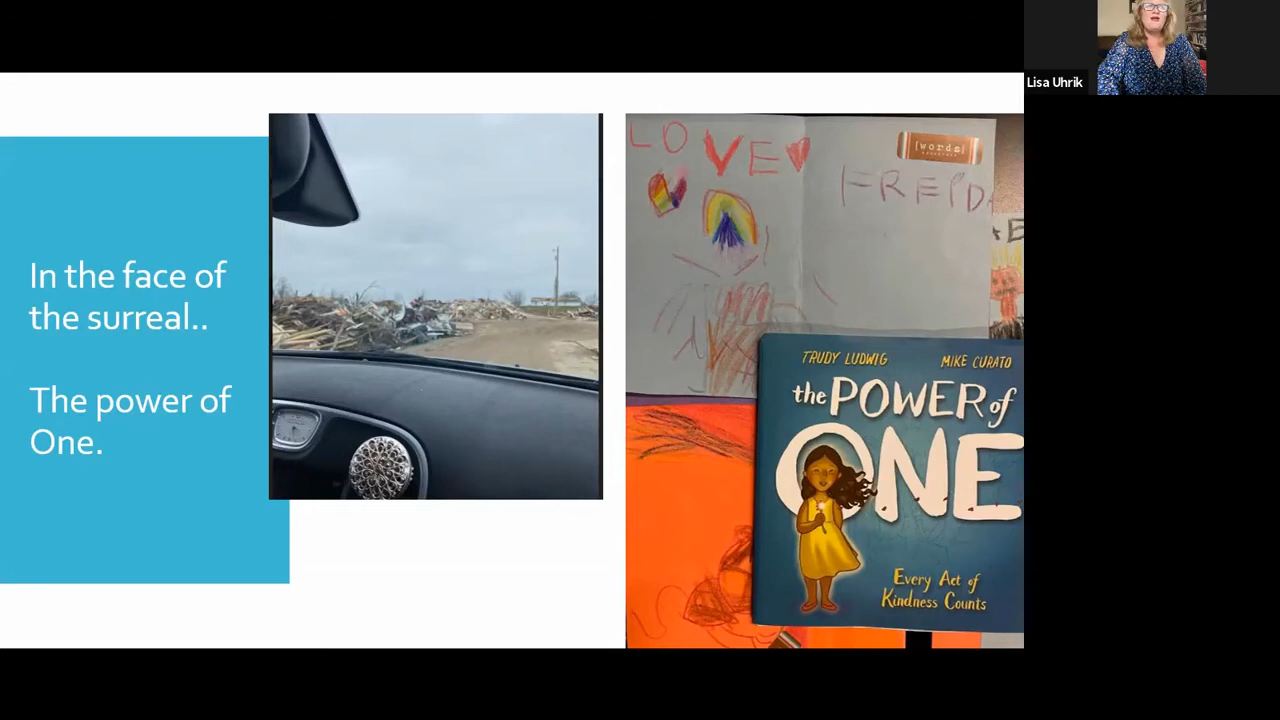 In the face of
the surreal..
The power of
One.
LOVE
[words]
TRUDY LUDWIG
MIKE CURATO
the POWER of
ONE
Every Act of
Kindness Counts
Lisa Uhrik